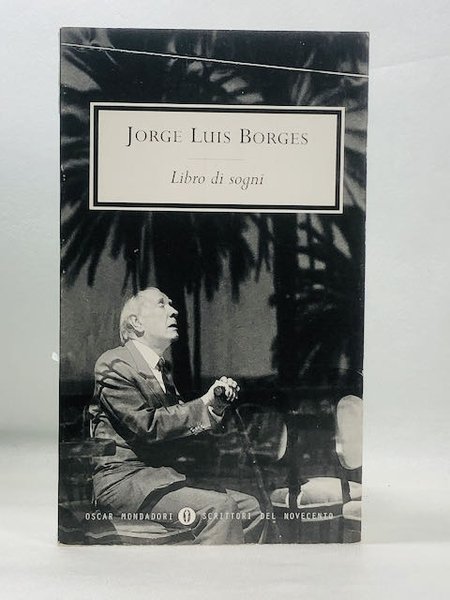 JORGE LUIS BORGES
Libro di sogni
OSCAR MONDADORI SCRITTORI DEL NOVECENTO